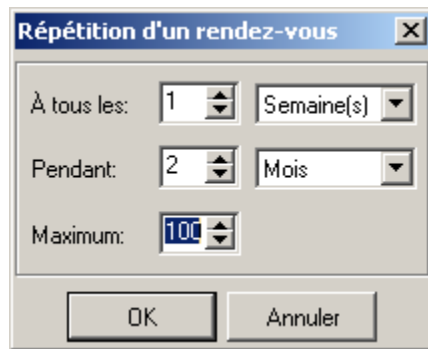 Répétition d'un rendez-vous
À tous les: 1 Semaine(s)
Pendant: 2 Mois
Maximum: 100
OK Annuler